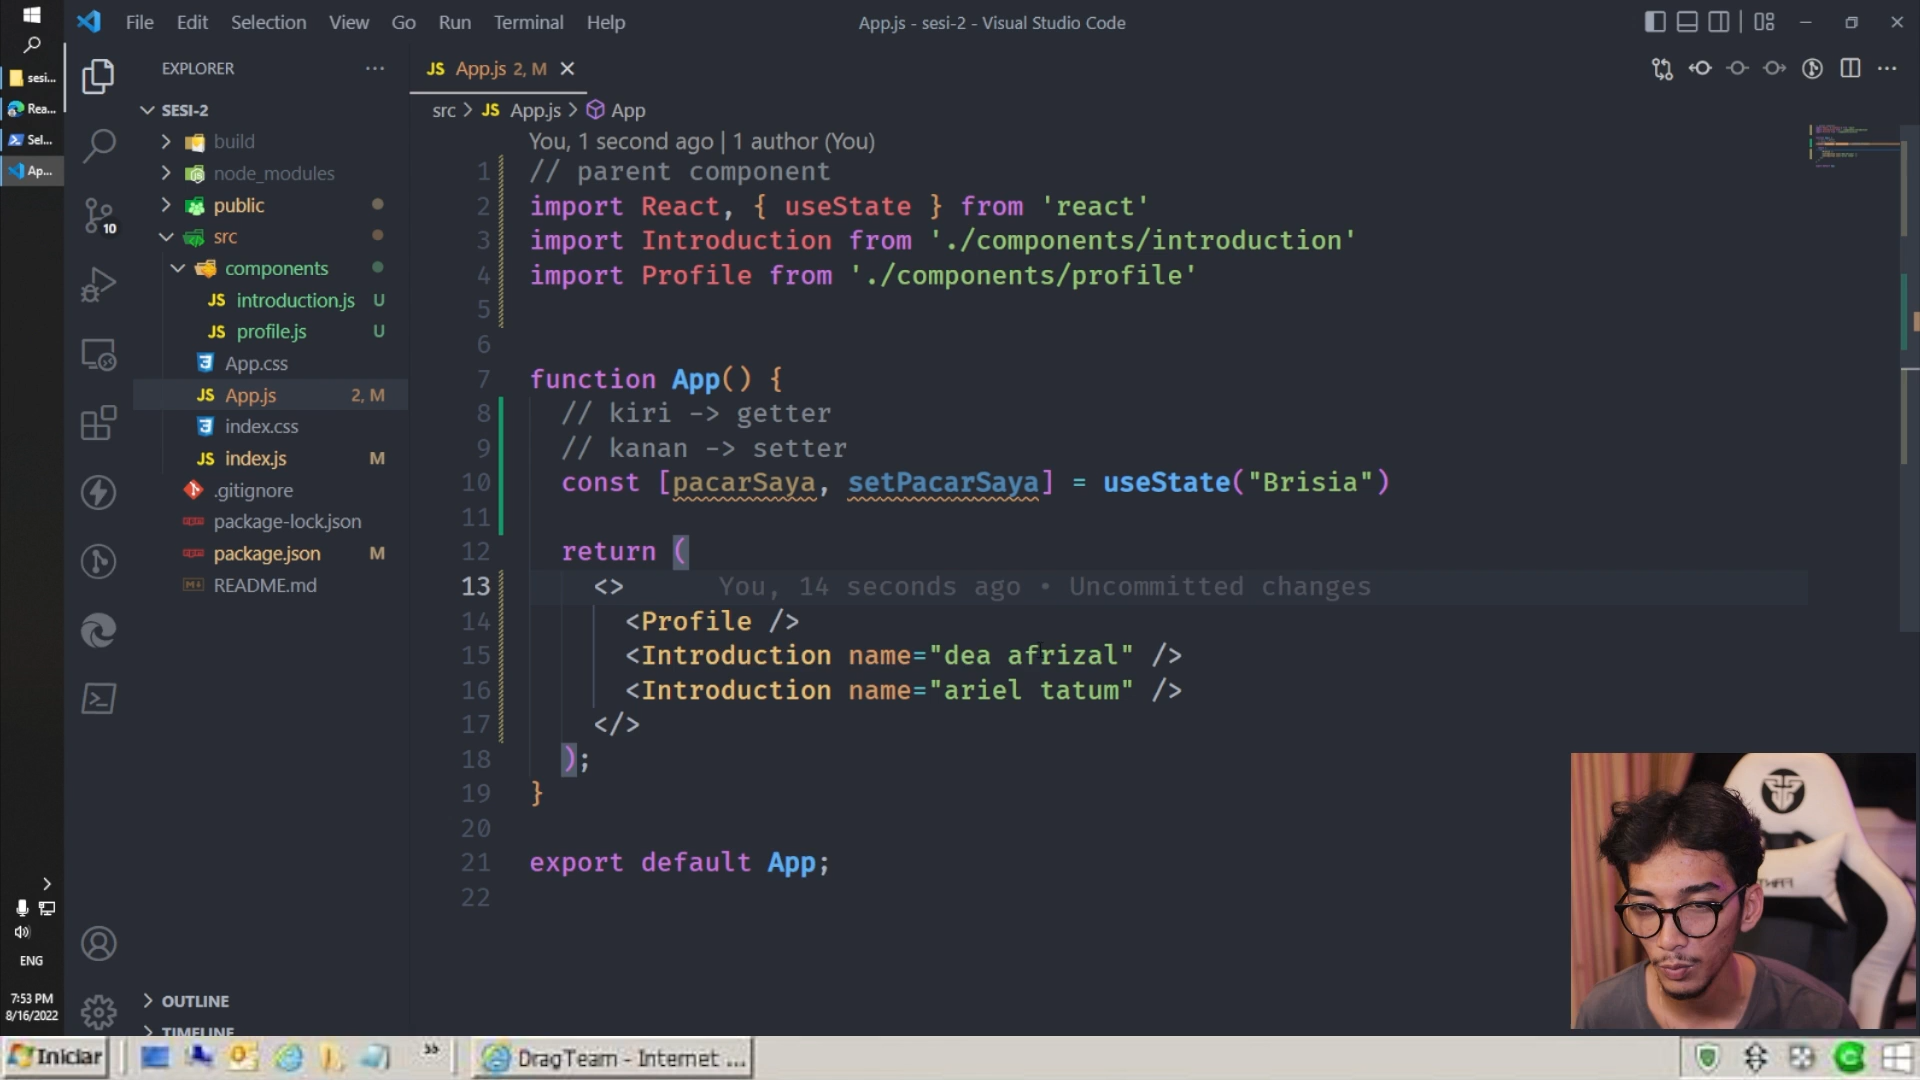 File Edit Selection View Go Run Terminal Help
App.js - sesi-2 - Visual Studio Code
sesi...
Rea...
Sel...
Ap...
EXPLORER
SESI-2
build
node_modules
public
src
components
introduction.js U
profile.js U
App.css
App.js 2, M
index.css
index.js M
.gitignore
package-lock.json
package.json M
README.md
OUTLINE
TIMELINE
10
App.js 2, M
src > JS App.js > App
You, 1 second ago | 1 author (You)
1 // parent component
2 import React, { useState } from 'react'
3 import Introduction from './components/introduction'
4 import Profile from './components/profile'
5
6
7 function App() {
8 // kiri -> getter
9 // kanan -> setter
10 const [pacarSaya, setPacarSaya] = useState("Brisia")
11
12 return (
13 <> You, 14 seconds ago • Uncommitted changes
14 <Profile />
15 <Introduction name="dea afrizal" />
16 <Introduction name="ariel tatum" />
17 </>
18 );
19 }
20
21 export default App;
22
ENG
7:53 PM
8/16/2022
Iniciar
DragTeam - Internet ...